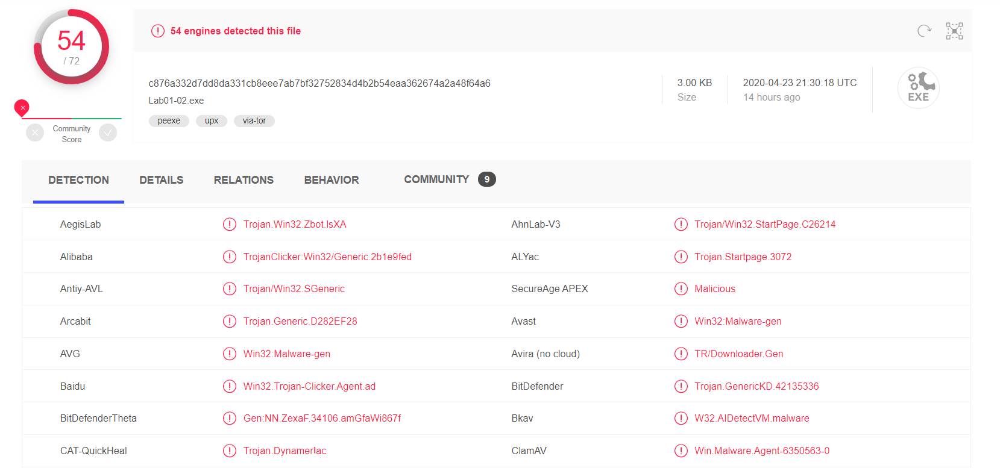 54
/ 72
54 engines detected this file
c876a332d7dd8da331cb8eee7ab7bf32752834d4b2b54eaa362674a2a48f64a6
Lab01-02.exe
peexe upx via-tor
3.00 KB
Size
2020-04-23 21:30:18 UTC
14 hours ago
EXE
Community
Score
DETECTION DETAILS RELATIONS BEHAVIOR COMMUNITY 9
AegisLab Trojan.Win32.Zbot.lsXA AhnLab-V3 Trojan/Win32.StartPage.C26214
Alibaba TrojanClicker:Win32/Generic.2b1e9fed ALYac Trojan.Startpage.3072
Antiy-AVL Trojan/Win32.SGeneric SecureAge APEX Malicious
Arcabit Trojan.Generic.D282EF28 Avast Win32:Malware-gen
AVG Win32:Malware-gen Avira (no cloud) TR/Downloader.Gen
Baidu Win32.Trojan-Clicker.Agent.ad BitDefender Trojan.GenericKD.42135336
BitDefenderTheta Gen:NN.ZexaF.34106.amGfaWi867f Bkav W32.AIDetectVM.malware
CAT-QuickHeal Trojan.Dynamer!ac ClamAV Win.Malware.Agent-6350563-0